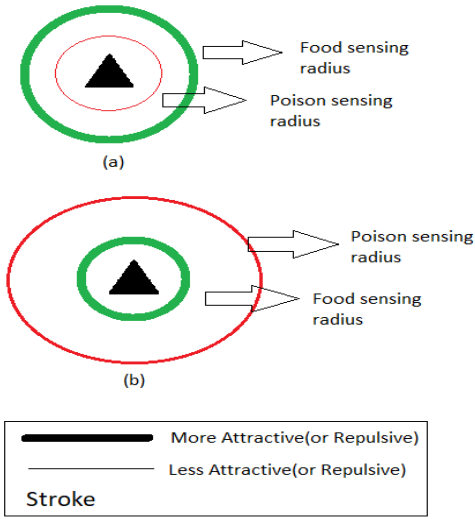 Food sensing
radius
Poison sensing
radius
(a)
Poison sensing
radius
Food sensing
radius
(b)
More Attractive(or Repulsive)
Less Attractive(or Repulsive)
Stroke